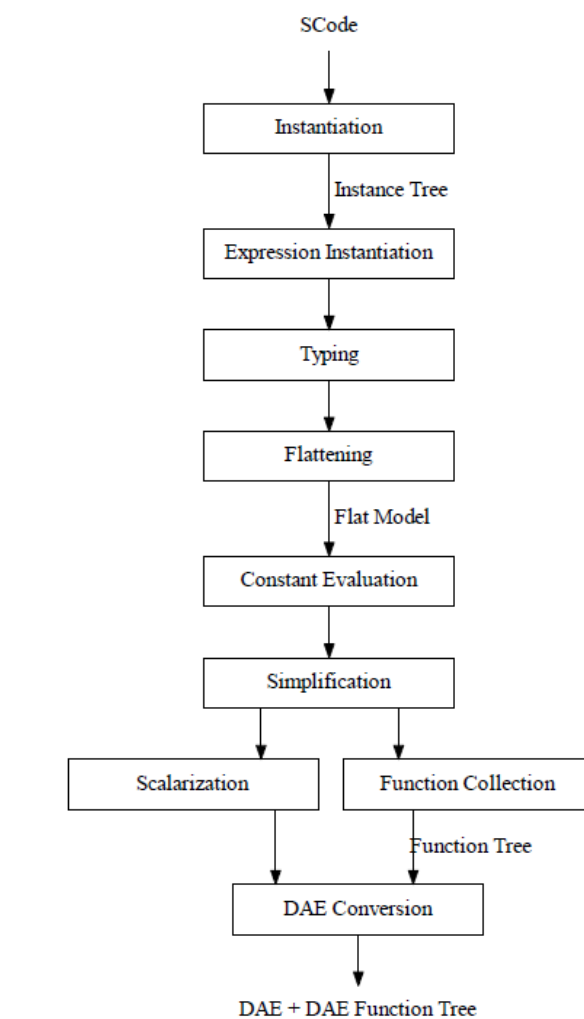 SCode
Instantiation
Instance Tree
Expression Instantiation
Typing
Flattening
Flat Model
Constant Evaluation
Simplification
Scalarization
Function Collection
Function Tree
DAE Conversion
DAE + DAE Function Tree